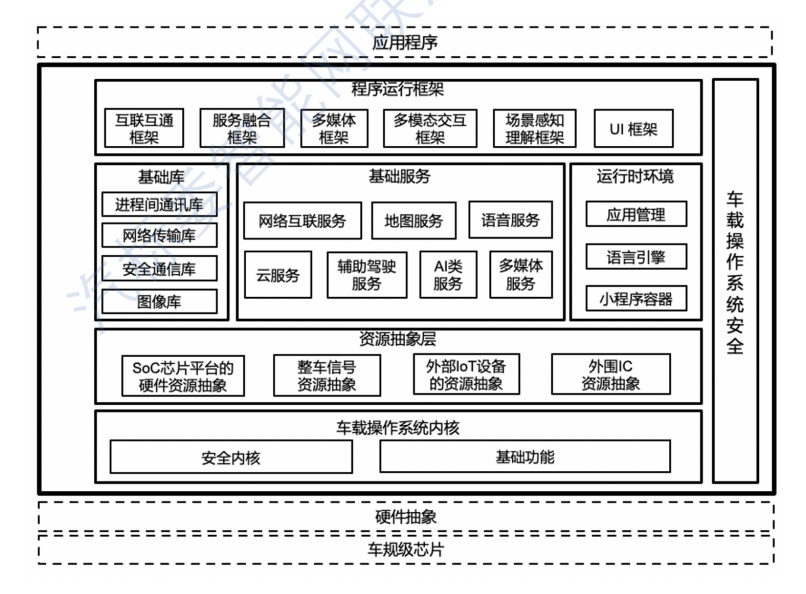 应用程序
程序运行框架
互联互通
框架
服务融合
框架
多媒体
框架
多模态交互
框架
场景感知
理解框架
UI 框架
基础库
进程间通讯库
网络传输库
安全通信库
图像库
基础服务
网络互联服务
地图服务
语音服务
云服务
辅助驾驶
服务
AI类
服务
多媒体
服务
运行时环境
应用管理
语言引擎
小程序容器
资源抽象层
SoC芯片平台的
硬件资源抽象
整车信号
资源抽象
外部IoT设备
的资源抽象
外围IC
资源抽象
车载操作系统内核
安全内核
基础功能
车载操作系统安全
硬件抽象
车规级芯片
汽标委智能网联